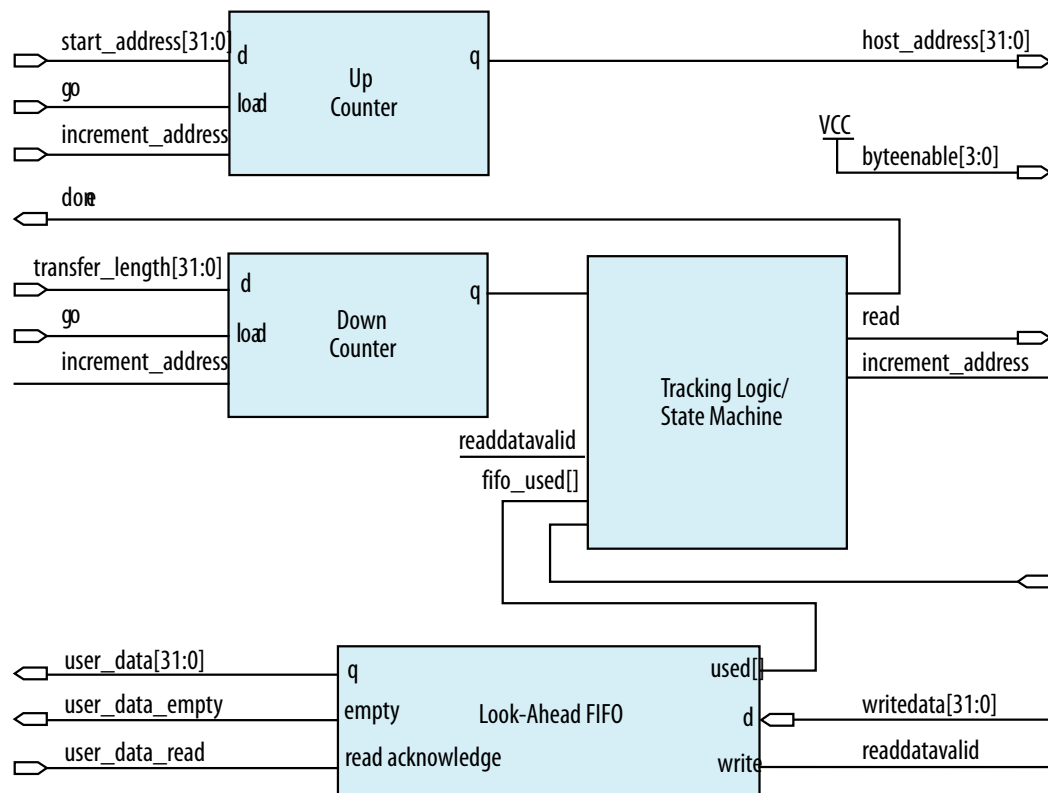 start_address[31:0]
d
q
host_address[31:0]
Up
Counter
go
load
increment_address
VCC
byteenable[3:0]
done
transfer_length[31:0]
d
q
go
load
Down
Counter
read
increment_address
increment_address
Tracking Logic/
State Machine
readdatavalid
fifo_used[]
user_data[31:0]
q
used[]
user_data_empty
empty
Look-Ahead FIFO
d
writedata[31:0]
user_data_read
read acknowledge
write
readdatavalid